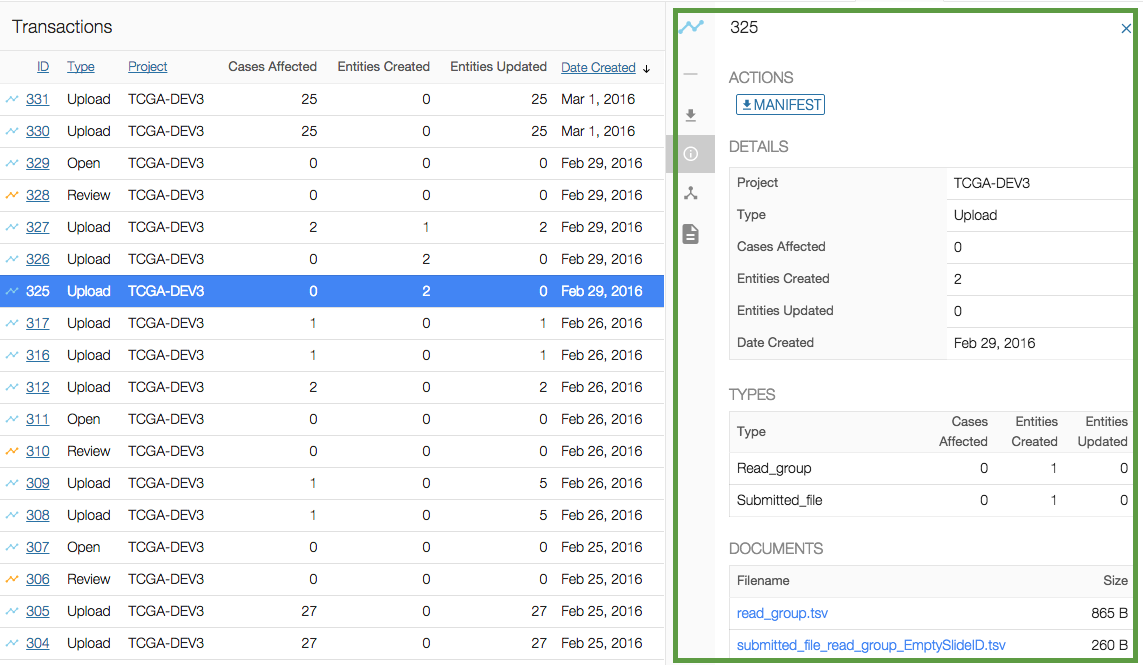 Transactions
ID Type Project Cases Affected Entities Created Entities Updated Date Created ↓
331 Upload TCGA-DEV3 25 0 25 Mar 1, 2016
330 Upload TCGA-DEV3 25 0 25 Mar 1, 2016
329 Open TCGA-DEV3 0 0 0 Feb 29, 2016
328 Review TCGA-DEV3 0 0 0 Feb 29, 2016
327 Upload TCGA-DEV3 2 1 2 Feb 29, 2016
326 Upload TCGA-DEV3 0 2 0 Feb 29, 2016
325 Upload TCGA-DEV3 0 2 0 Feb 29, 2016
317 Upload TCGA-DEV3 1 0 1 Feb 26, 2016
316 Upload TCGA-DEV3 1 0 1 Feb 26, 2016
312 Upload TCGA-DEV3 2 0 2 Feb 26, 2016
311 Open TCGA-DEV3 0 0 0 Feb 26, 2016
310 Review TCGA-DEV3 0 0 0 Feb 26, 2016
309 Upload TCGA-DEV3 1 0 5 Feb 26, 2016
308 Upload TCGA-DEV3 1 0 5 Feb 26, 2016
307 Open TCGA-DEV3 0 0 0 Feb 25, 2016
306 Review TCGA-DEV3 0 0 0 Feb 25, 2016
305 Upload TCGA-DEV3 27 0 27 Feb 25, 2016
304 Upload TCGA-DEV3 27 0 27 Feb 25, 2016
325
ACTIONS
MANIFEST
DETAILS
Project TCGA-DEV3
Type Upload
Cases Affected 0
Entities Created 2
Entities Updated 0
Date Created Feb 29, 2016
TYPES
Type Cases Affected Entities Created Entities Updated
Read_group 0 1 0
Submitted_file 0 1 0
DOCUMENTS
Filename Size
read_group.tsv 865 B
submitted_file_read_group_EmptySlideID.tsv 260 B